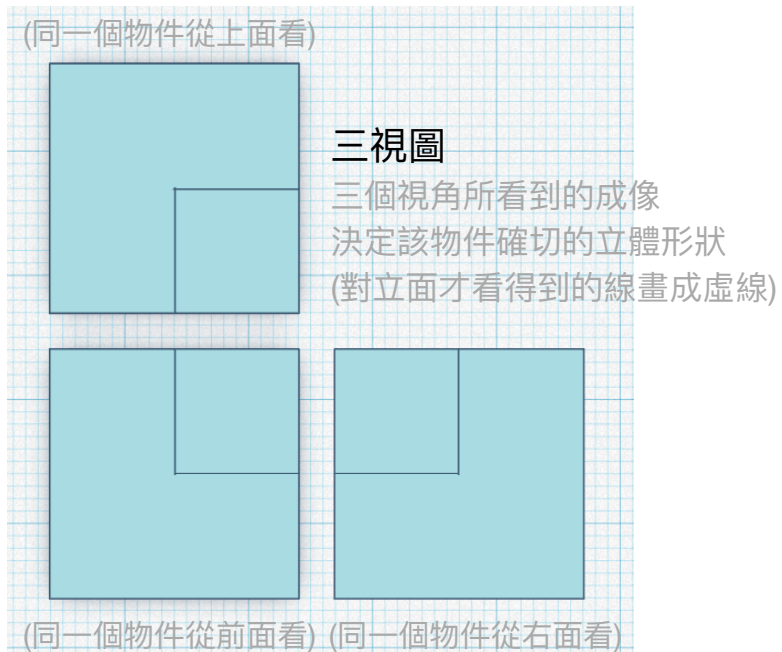 (同一個物件從上面看)
三視圖
三個視角所看到的成像
決定該物件確切的立體形狀
(對立面才看得到的線畫成虛線)
(同一個物件從前面看)
(同一個物件從右面看)